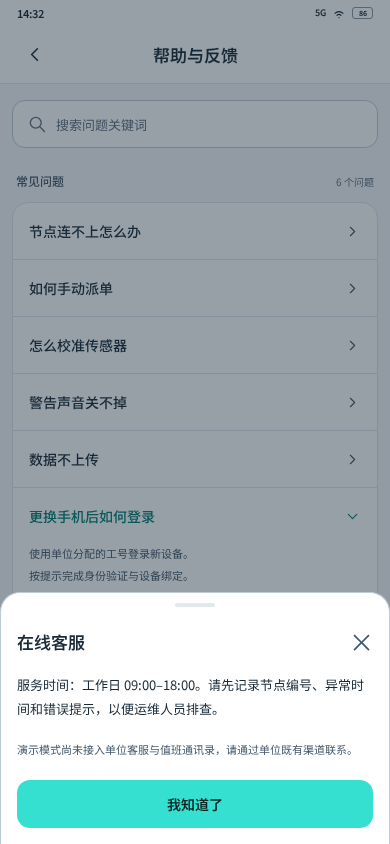 14:32
5G
86
帮助与反馈
搜索问题关键词
常见问题
6 个问题
节点连不上怎么办
如何手动派单
怎么校准传感器
警告声音关不掉
数据不上传
更换手机后如何登录
使用单位分配的工号登录新设备。
按提示完成身份验证与设备绑定。
在线客服
服务时间：工作日 09:00–18:00。请先记录节点编号、异常时
间和错误提示，以便运维人员排查。
演示模式尚未接入单位客服与值班通讯录，请通过单位既有渠道联系。
我知道了